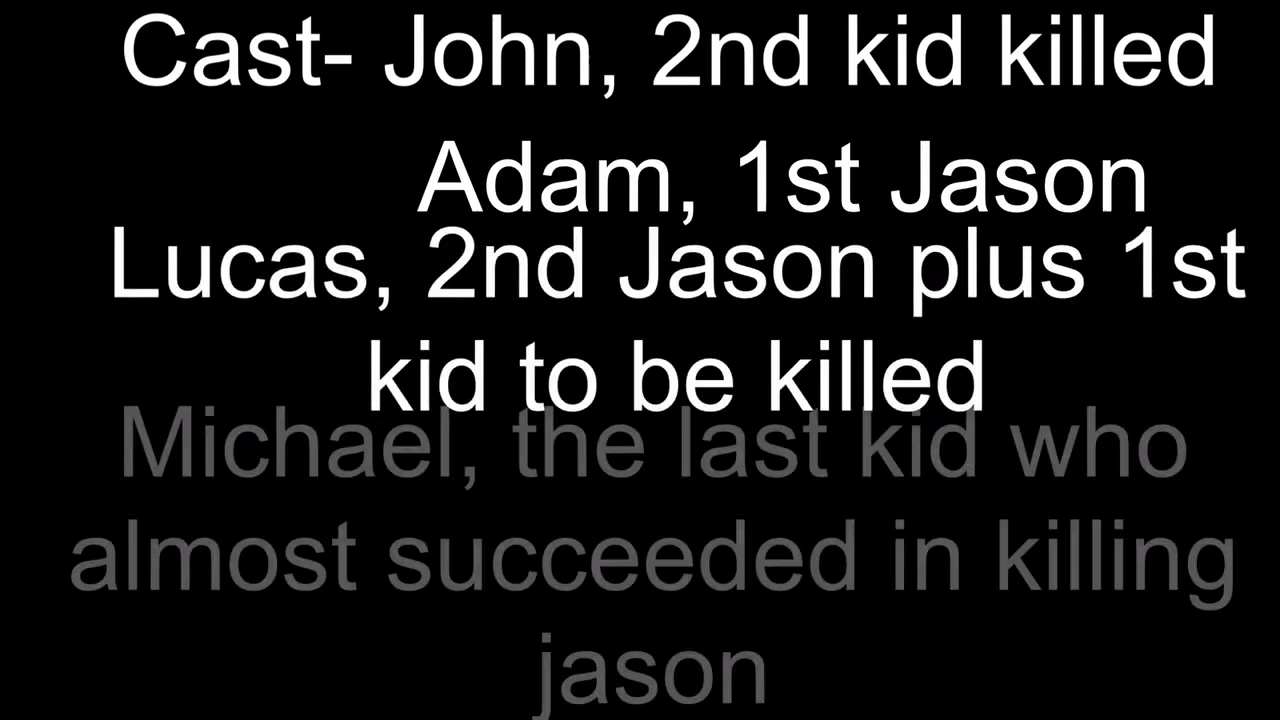 Cast- John, 2nd kid killed
Adam, 1st Jason
Lucas, 2nd Jason plus 1st
kid to be killed
Michael, the last kid who
almost succeeded in killing
jason